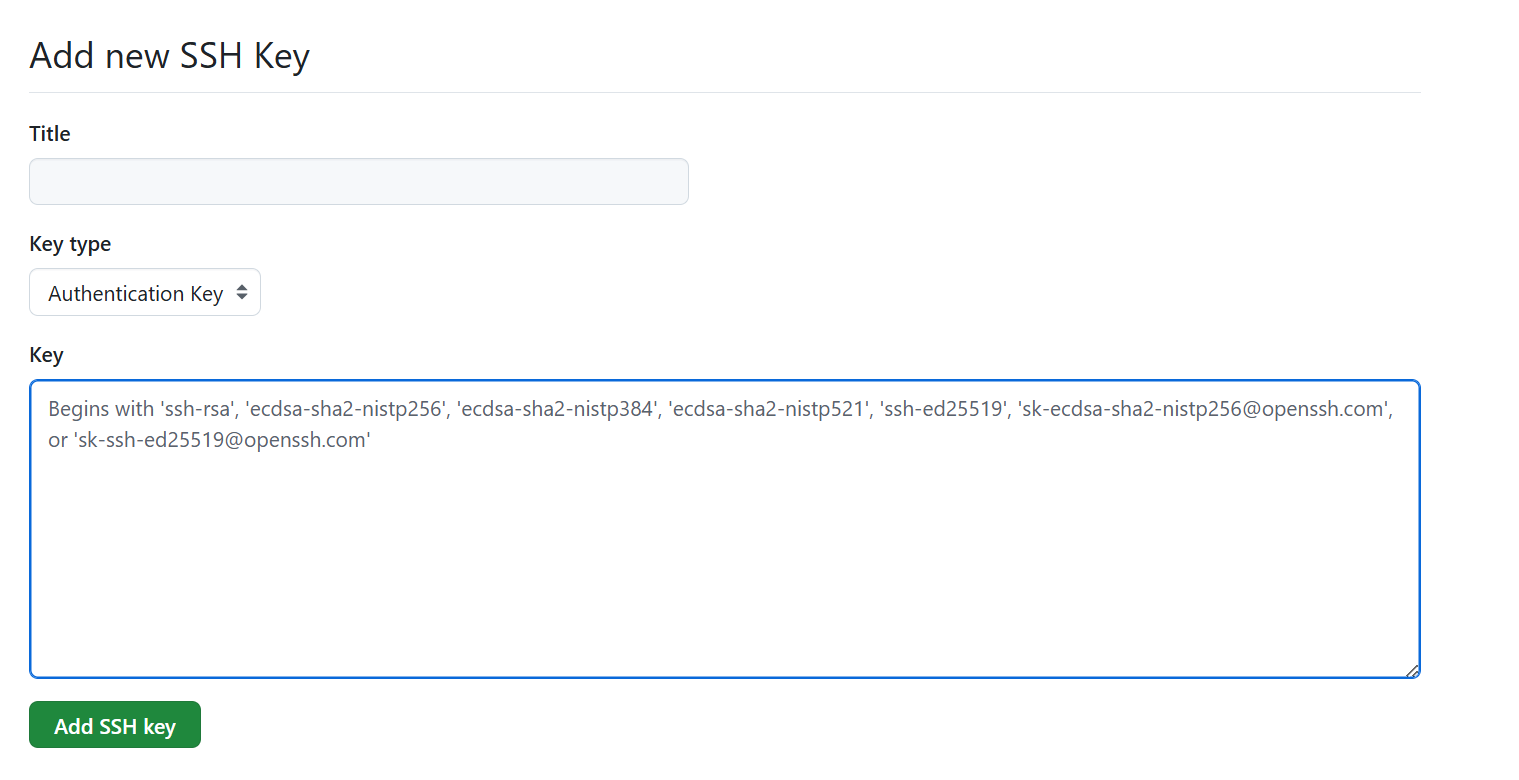 Add new SSH Key
Title
Key type
Authentication Key
Key
Begins with 'ssh-rsa', 'ecdsa-sha2-nistp256', 'ecdsa-sha2-nistp384', 'ecdsa-sha2-nistp521', 'ssh-ed25519', 'sk-ecdsa-sha2-nistp256@openssh.com',
or 'sk-ssh-ed25519@openssh.com'
Add SSH key